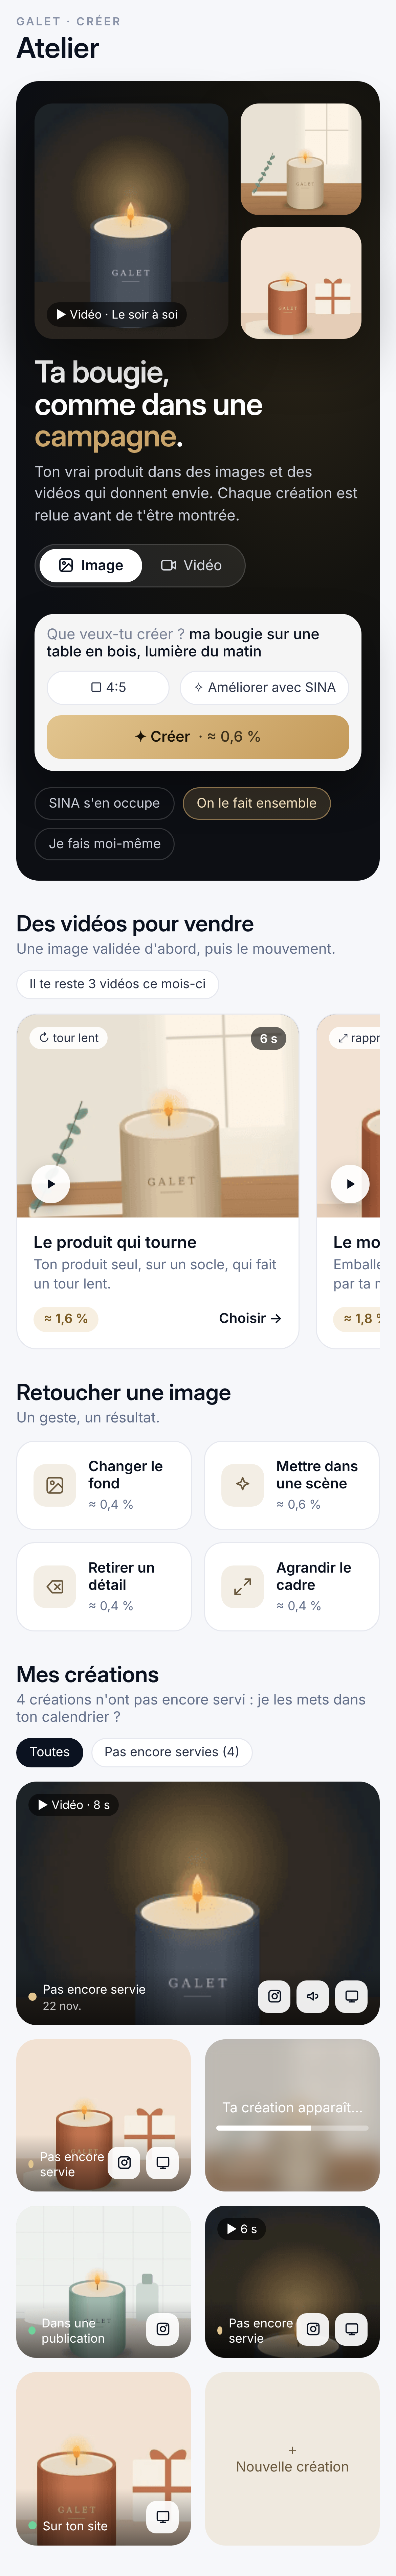 GALET · CRÉER
Atelier
GALET
GALET
GALET
▶ Vidéo · Le soir à soi
Ta bougie,
comme dans une
campagne.
Ton vrai produit dans des images et des
vidéos qui donnent envie. Chaque création est
relue avant de t'être montrée.
Image
Vidéo
Que veux-tu créer ? ma bougie sur une
table en bois, lumière du matin
4:5
✧ Améliorer avec SINA
✦ Créer · ≈ 0,6 %
SINA s'en occupe
On le fait ensemble
Je fais moi-même
Des vidéos pour vendre
Une image validée d'abord, puis le mouvement.
Il te reste 3 vidéos ce mois-ci
↻ tour lent
6 s
⤢ rappr
GALET
Le produit qui tourne
Ton produit seul, sur un socle, qui fait
un tour lent.
≈ 1,6 %
Choisir →
Le mo
Emballé
par ta r
≈ 1,8 %
Retoucher une image
Un geste, un résultat.
Changer le
fond
≈ 0,4 %
Mettre dans
une scène
≈ 0,6 %
Retirer un
détail
≈ 0,4 %
Agrandir le
cadre
≈ 0,4 %
Mes créations
4 créations n'ont pas encore servi : je les mets dans
ton calendrier ?
Toutes
Pas encore servies (4)
▶ Vidéo · 8 s
GALET
Pas encore servie
22 nov.
Pas encore
servie
Ta création apparaît…
Dans une
publication
▶ 6 s
Pas encore
servie
GALET
Sur ton site
+
Nouvelle création